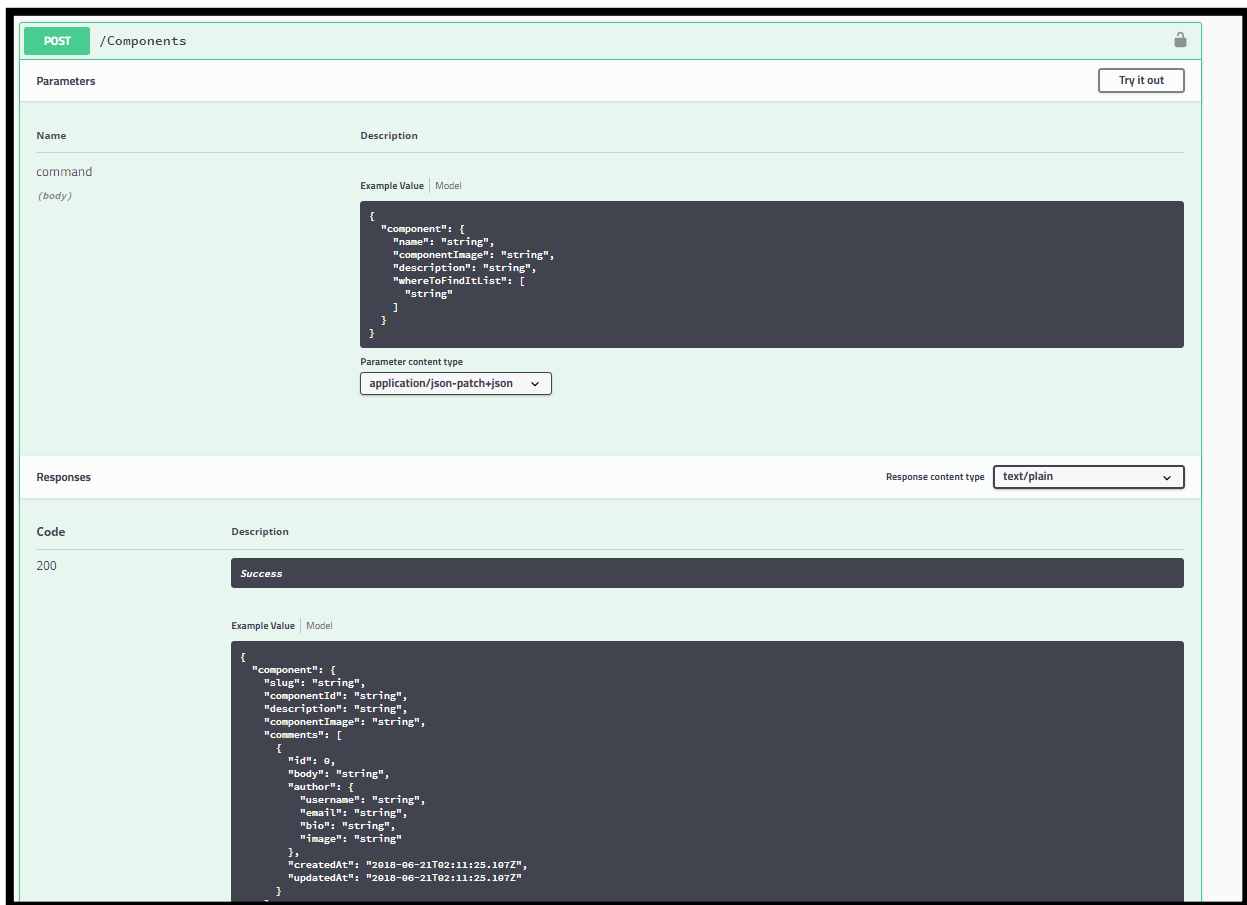 POST /Components
Parameters Try it out
Name Description
command
(body)
Example Value Model
{
  "component": {
    "name": "string",
    "componentImage": "string",
    "description": "string",
    "whereToFindItList": [
      "string"
    ]
  }
}
Parameter content type
application/json-patch+json
Responses Response content type text/plain
Code Description
200
Success
Example Value Model
{
  "component": {
    "slug": "string",
    "componentId": "string",
    "description": "string",
    "componentImage": "string",
    "comments": [
      {
        "id": 0,
        "body": "string",
        "author": {
          "username": "string",
          "email": "string",
          "bio": "string",
          "image": "string"
        },
        "createdAt": "2018-06-21T02:11:25.107Z",
        "updatedAt": "2018-06-21T02:11:25.107Z"
      }